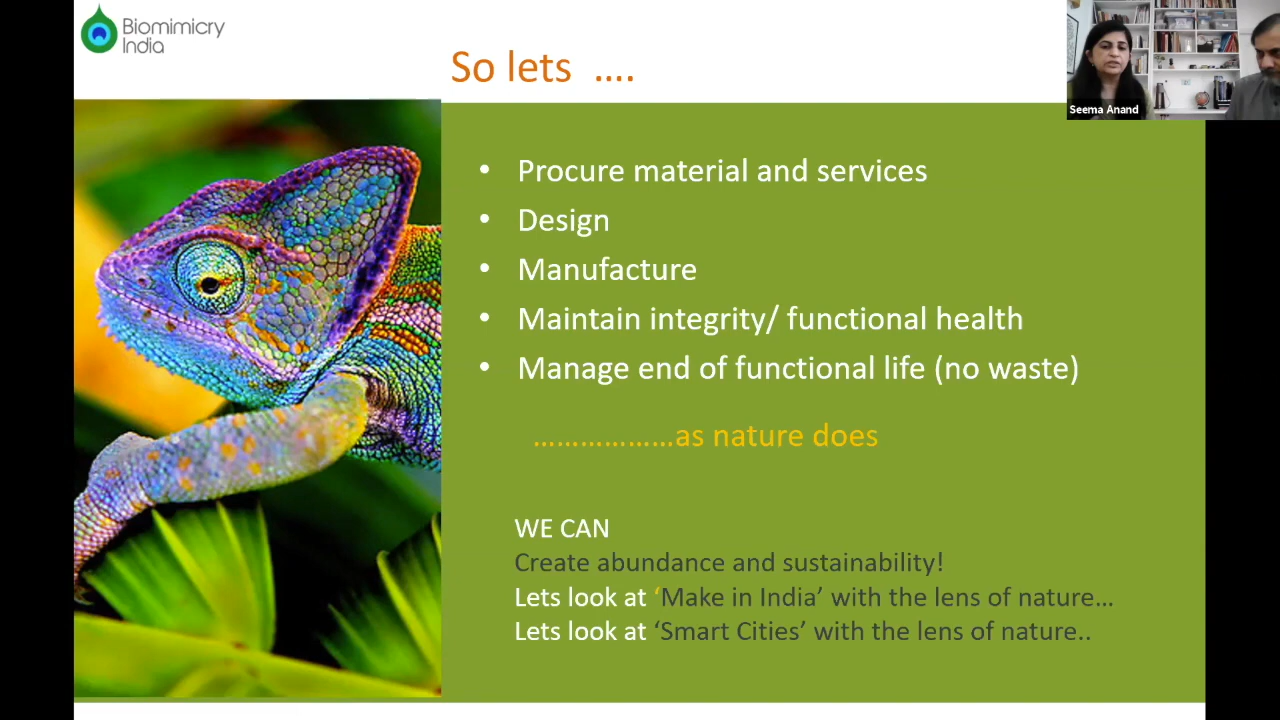 Biomimicry
India
So lets ....
Seema Anand
• Procure material and services
• Design
• Manufacture
• Maintain integrity/ functional health
• Manage end of functional life (no waste)
………………as nature does
WE CAN
Create abundance and sustainability!
Lets look at ‘Make in India’ with the lens of nature…
Lets look at ‘Smart Cities’ with the lens of nature..